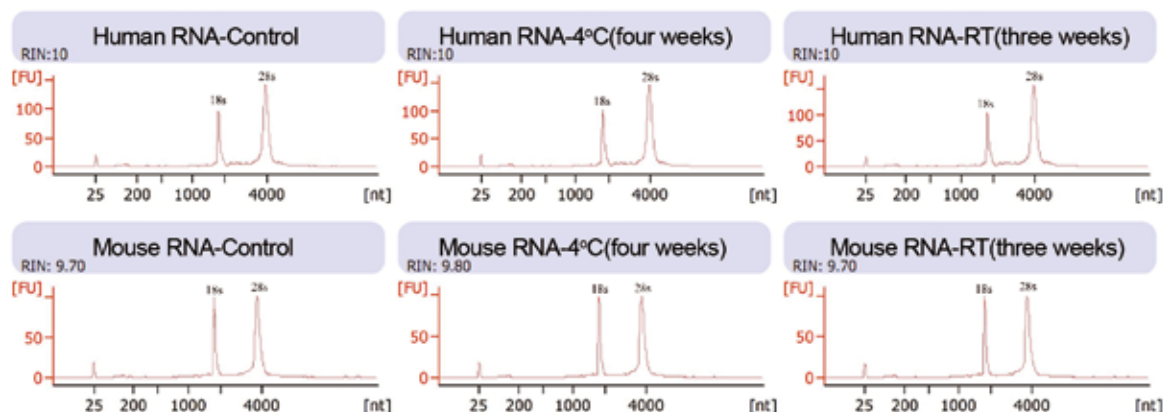 Human RNA-Control
RIN:10
[FU]
28s
18s
100
50
0
25 200 1000 4000 [nt]
Human RNA-4°C(four weeks)
RIN:10
[FU]
28s
18s
100
50
0
25 200 1000 4000 [nt]
Human RNA-RT(three weeks)
RIN:10
[FU]
28s
18s
100
50
0
25 200 1000 4000 [nt]
Mouse RNA-Control
RIN: 9.70
[FU]
18s 28s
50
0
25 200 1000 4000 [nt]
Mouse RNA-4°C(four weeks)
RIN: 9.80
[FU]
18s 28s
50
0
25 200 1000 4000 [nt]
Mouse RNA-RT(three weeks)
RIN: 9.70
[FU]
18s 28s
50
0
25 200 1000 4000 [nt]